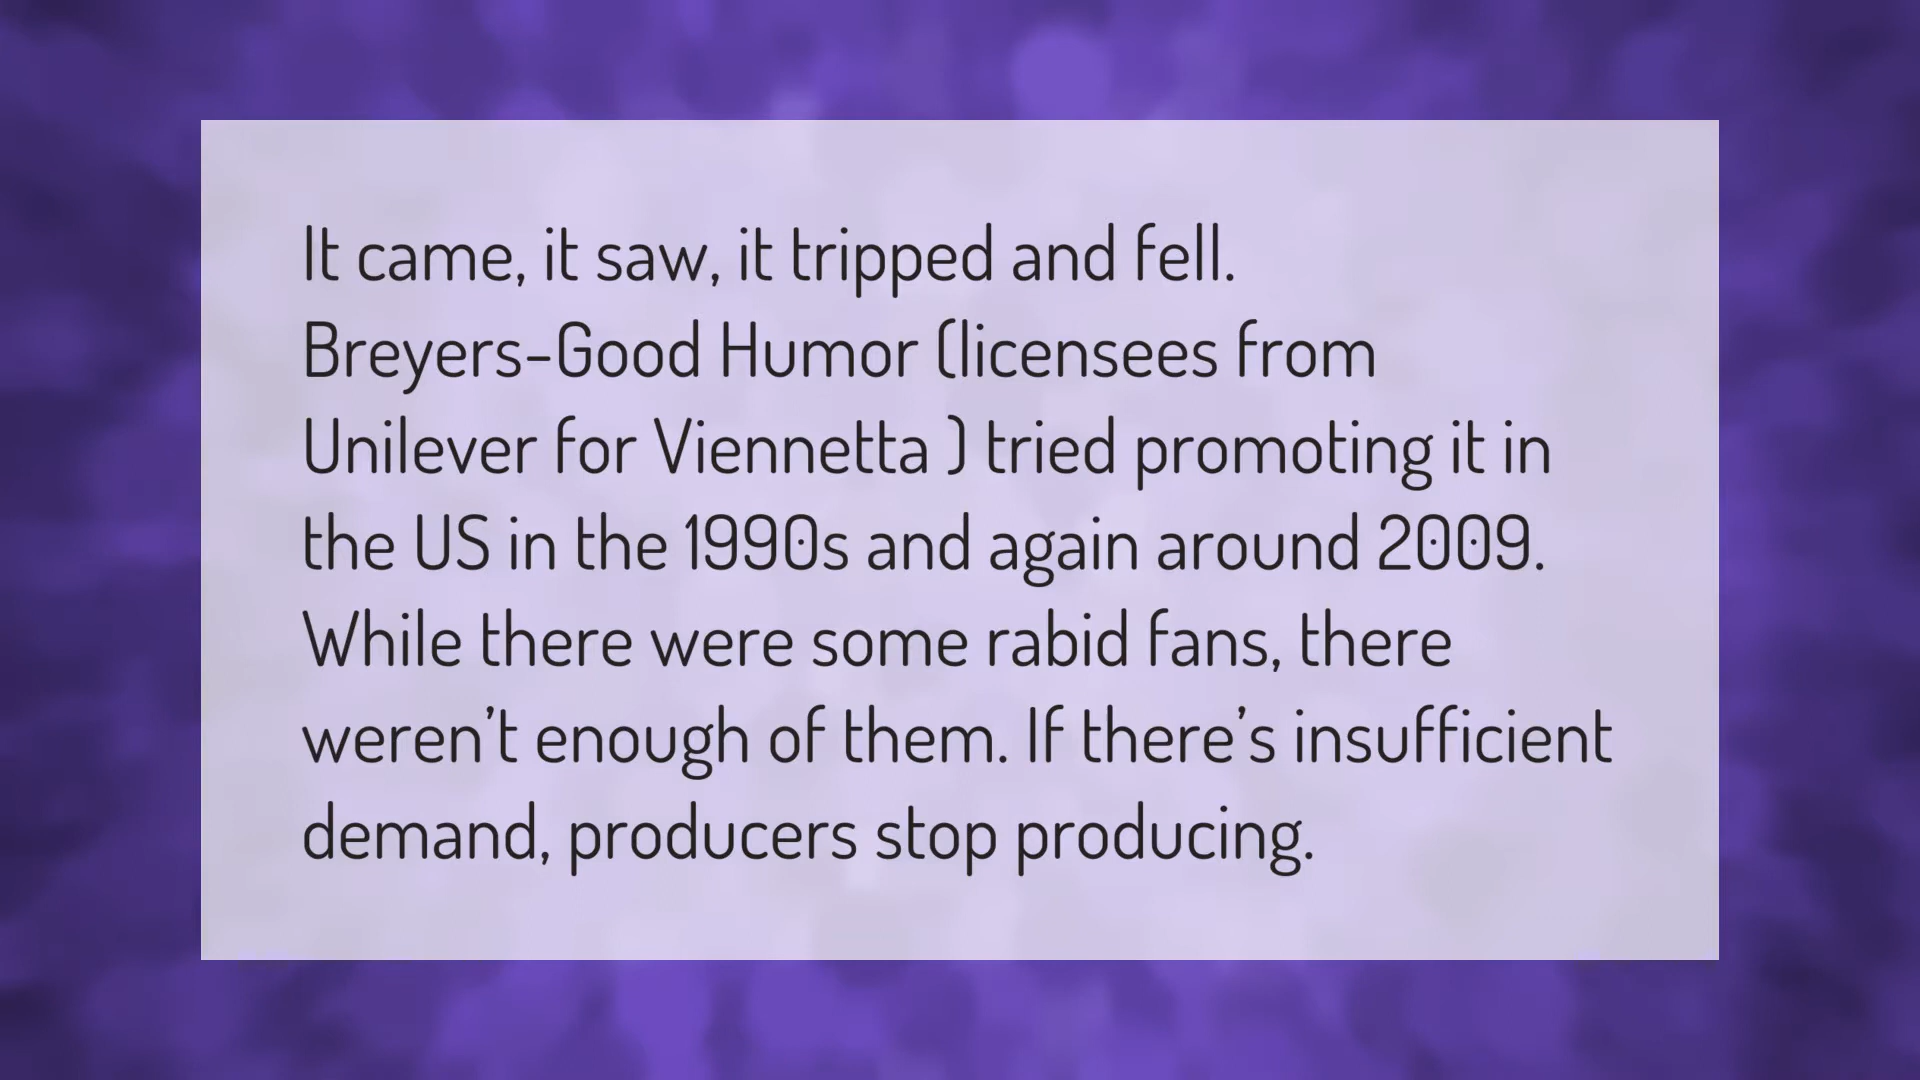 It came, it saw, it tripped and fell.
Breyers-Good Humor (licensees from
Unilever for Viennetta ) tried promoting it in
the US in the 1990s and again around 2009.
While there were some rabid fans, there
weren’t enough of them. If there’s insufficient
demand, producers stop producing.